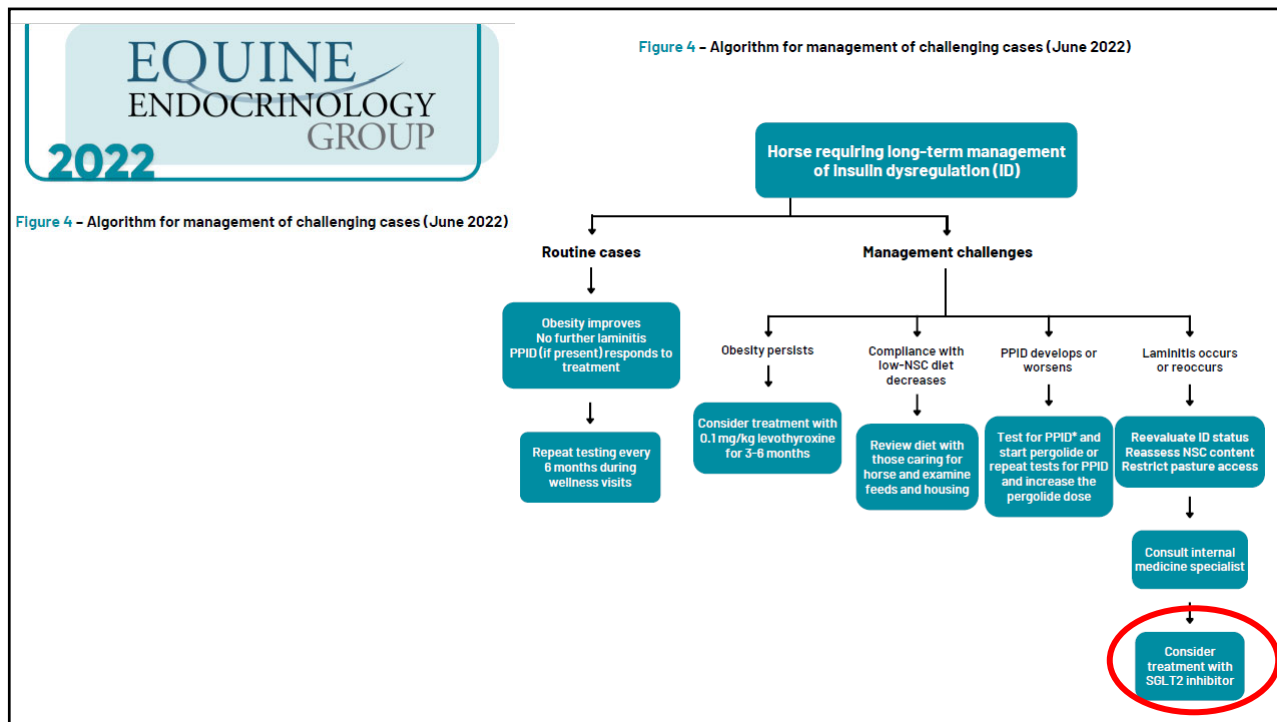 EQUINE
ENDOCRINOLOGY
GROUP
2022
Figure 4 – Algorithm for management of challenging cases (June 2022)
Figure 4 – Algorithm for management of challenging cases (June 2022)
Horse requiring long-term management
of insulin dysregulation (ID)
Routine cases
Management challenges
Obesity improves
No further laminitis
PPID (if present) responds to
treatment
Repeat testing every
6 months during
wellness visits
Obesity persists
Consider treatment with
0.1 mg/kg levothyroxine
for 3-6 months
Compliance with
low-NSC diet
decreases
Review diet with
those caring for
horse and examine
feeds and housing
PPID develops or
worsens
Test for PPID* and
start pergolide or
repeat tests for PPID
and increase the
pergolide dose
Laminitis occurs
or reoccurs
Reevaluate ID status
Reassess NSC content
Restrict pasture access
Consult internal
medicine specialist
Consider
treatment with
SGLT2 inhibitor